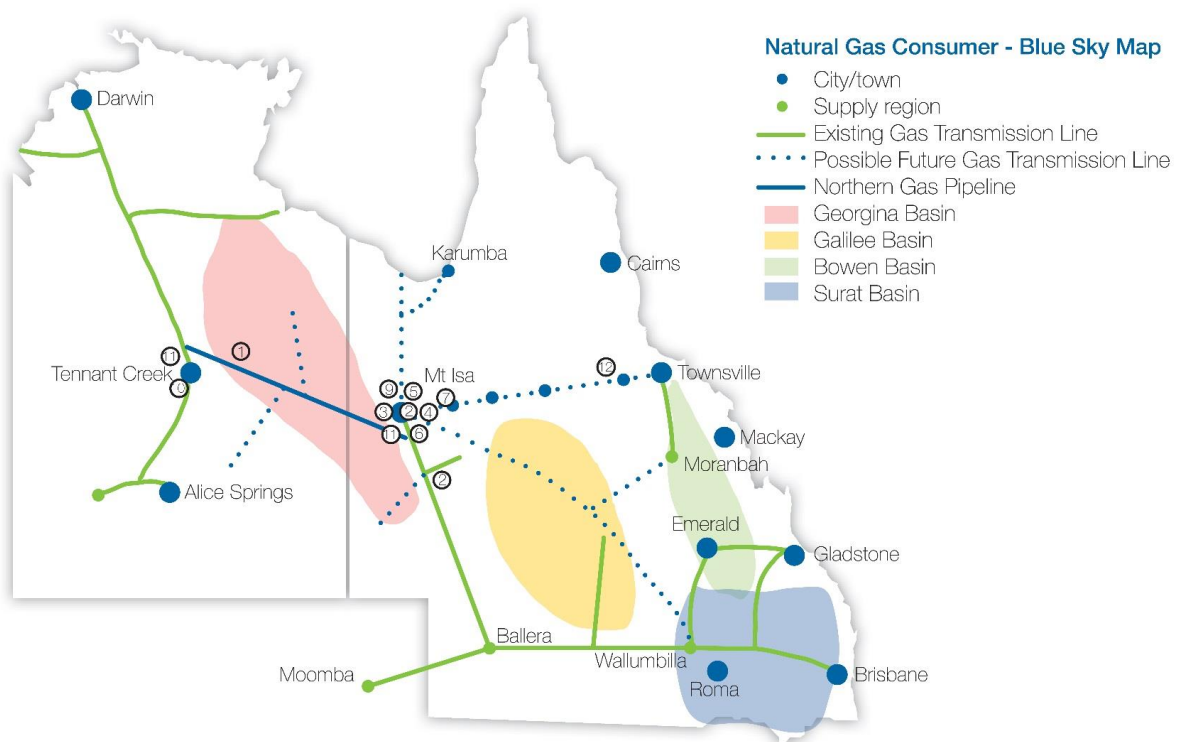 Natural Gas Consumer - Blue Sky Map
City/town
Supply region
Existing Gas Transmission Line
Possible Future Gas Transmission Line
Northern Gas Pipeline
Georgina Basin
Galilee Basin
Bowen Basin
Surat Basin
Darwin
Karumba
Cairns
11
1
Tennant Creek
Mt Isa
12
Townsville
9
5
7
3
2
4
11
6
Mackay
Moranbah
2
Alice Springs
Emerald
Gladstone
Ballera
Wallumbilla
Moomba
Roma
Brisbane